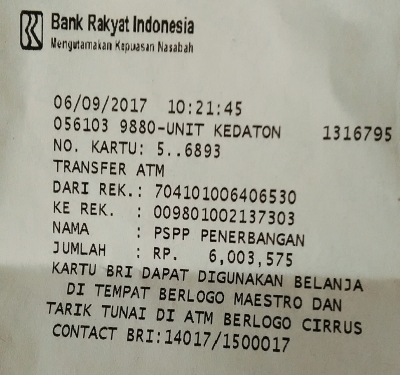 Bank Rakyat Indonesia
Mengutamakan Kepuasan Nasabah
06/09/2017 10:21:45
056103 9880-UNIT KEDATON 1316795
NO. KARTU: 5..6893
TRANSFER ATM
DARI REK.: 704101006406530
KE REK. : 009801002137303
NAMA : PSPP PENERBANGAN
JUMLAH : RP. 6,003,575
KARTU BRI DAPAT DIGUNAKAN BELANJA
DI TEMPAT BERLOGO MAESTRO DAN
TARIK TUNAI DI ATM BERLOGO CIRRUS
CONTACT BRI:14017/1500017